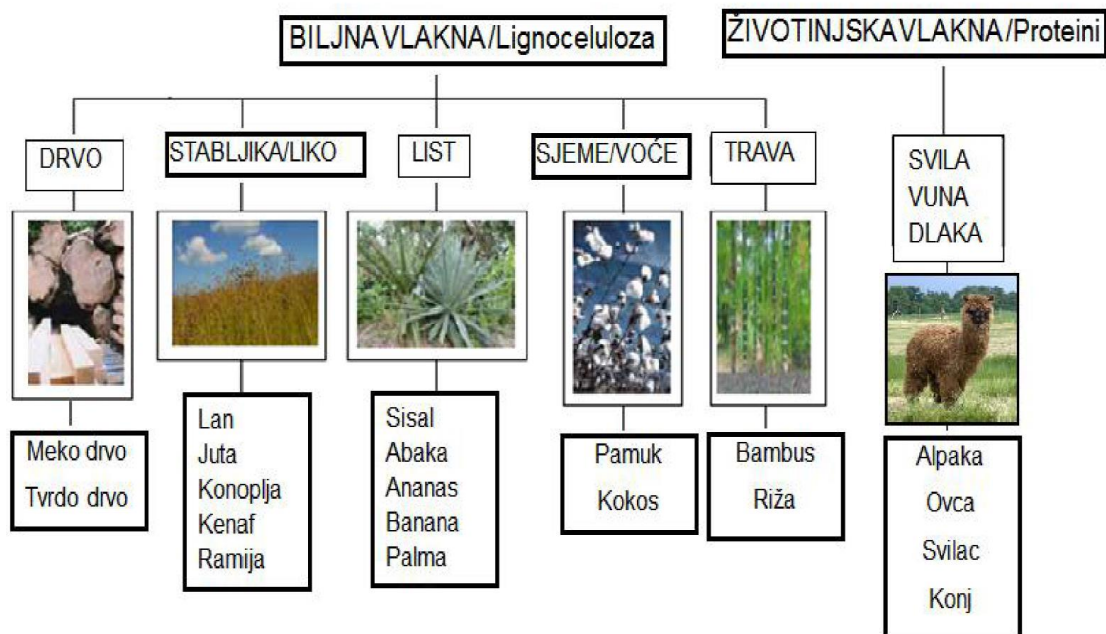 BILJNA VLAKNA/Lignoceluloza
ŽIVOTINJSKA VLAKNA/Proteini
DRVO
STABLJIKA/LIKO
LIST
SJEME/VOĆE
TRAVA
SVILA
VUNA
DLAKA
Meko drvo
Tvrdo drvo
Lan
Juta
Konoplja
Kenaf
Ramija
Sisal
Abaka
Ananas
Banana
Palma
Pamuk
Kokos
Bambus
Riža
Alpaka
Ovca
Svilac
Konj